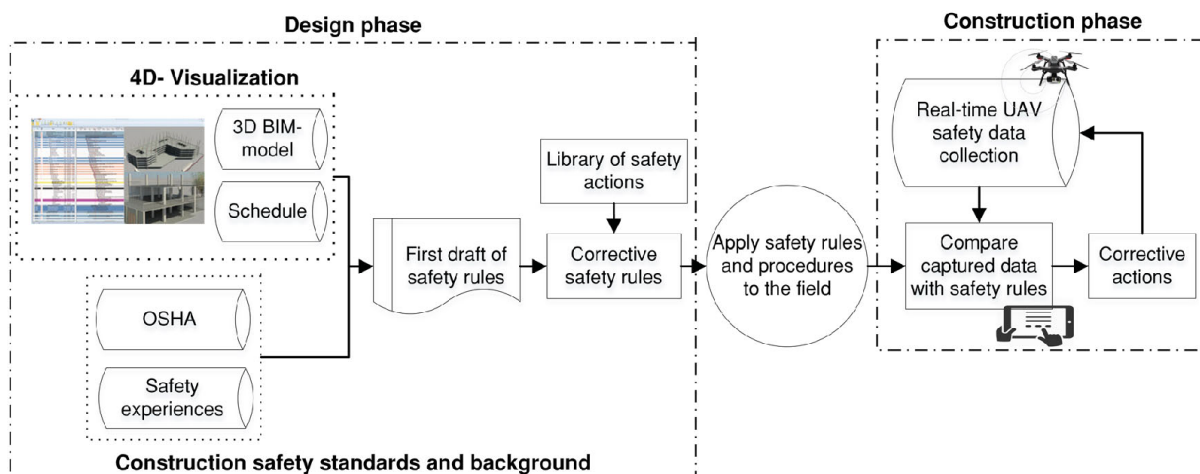 Design phase
Construction phase
4D- Visualization
3D BIM-
model
Schedule
Library of safety
actions
Real-time UAV
safety data
collection
First draft of
safety rules
Corrective
safety rules
Apply safety rules
and procedures
to the field
Compare
captured data
with safety rules
Corrective
actions
OSHA
Safety
experiences
Construction safety standards and background